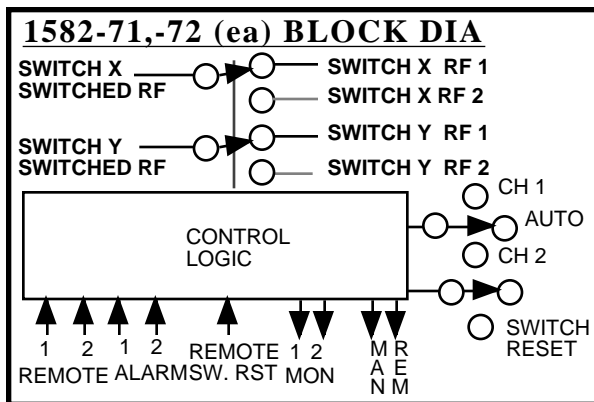 1582-71,-72 (ea) BLOCK DIA
SWITCH X
SWITCHED RF
SWITCH X RF 1
SWITCH X RF 2
SWITCH Y
SWITCHED RF
SWITCH Y RF 1
SWITCH Y RF 2
CONTROL
LOGIC
CH 1
AUTO
CH 2
SWITCH
RESET
1 2 1 2
REMOTE ALARM
REMOTE
SW. RST
1 2
MON
MAN
REM